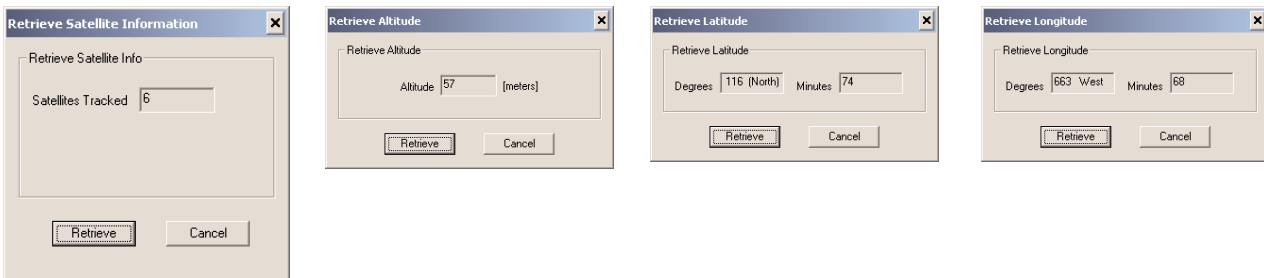 Retrieve Satellite Information
Retrieve Satellite Info
Satellites Tracked 6
Retrieve Cancel
Retrieve Altitude
Retrieve Altitude
Altitude 57 [meters]
Retrieve Cancel
Retrieve Latitude
Retrieve Latitude
Degrees 116 (North) Minutes 74
Retrieve Cancel
Retrieve Longitude
Retrieve Longitude
Degrees 663 West Minutes 68
Retrieve Cancel